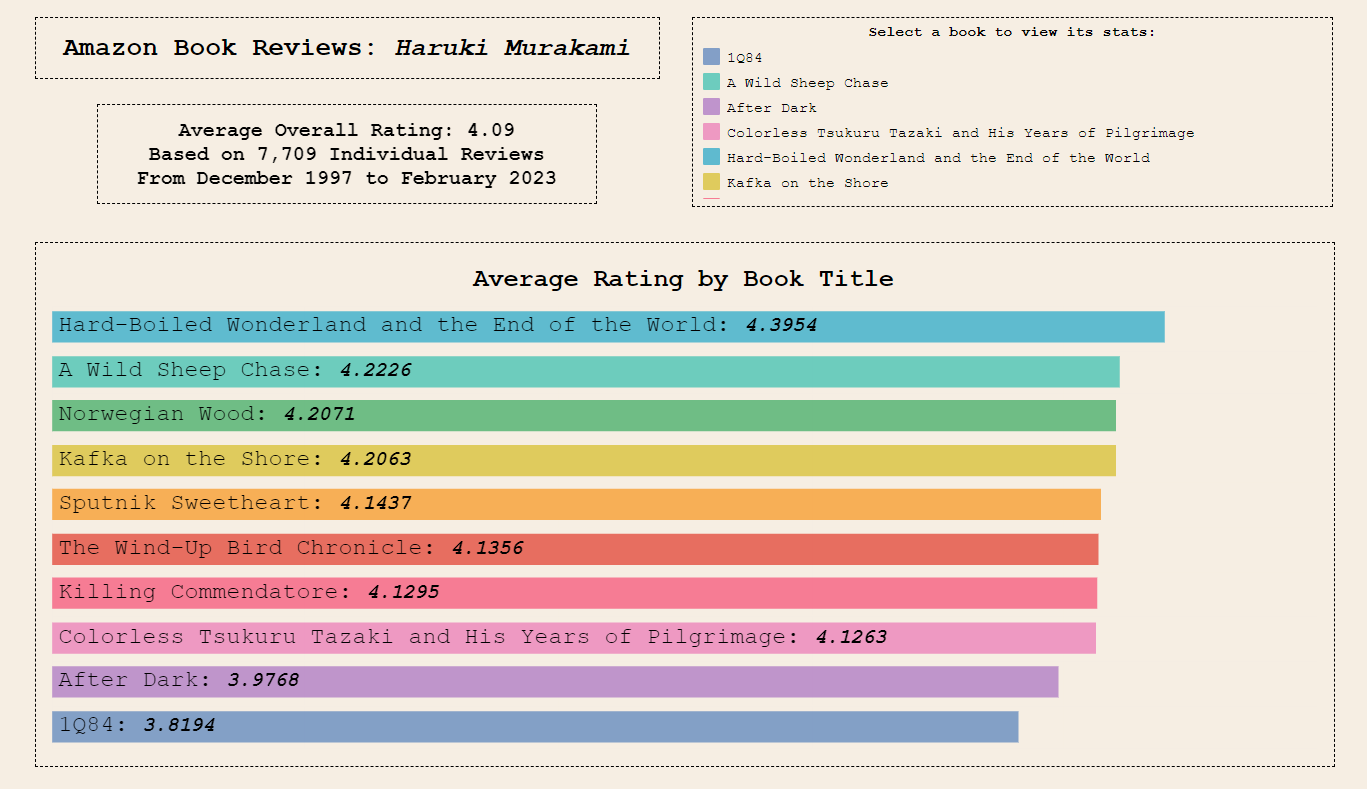 Amazon Book Reviews: Haruki Murakami
Average Overall Rating: 4.09
Based on 7,709 Individual Reviews
From December 1997 to February 2023
Select a book to view its stats:
1Q84
A Wild Sheep Chase
After Dark
Colorless Tsukuru Tazaki and His Years of Pilgrimage
Hard-Boiled Wonderland and the End of the World
Kafka on the Shore
Average Rating by Book Title
Hard-Boiled Wonderland and the End of the World: 4.3954
A Wild Sheep Chase: 4.2226
Norwegian Wood: 4.2071
Kafka on the Shore: 4.2063
Sputnik Sweetheart: 4.1437
The Wind-Up Bird Chronicle: 4.1356
Killing Commendatore: 4.1295
Colorless Tsukuru Tazaki and His Years of Pilgrimage: 4.1263
After Dark: 3.9768
1Q84: 3.8194